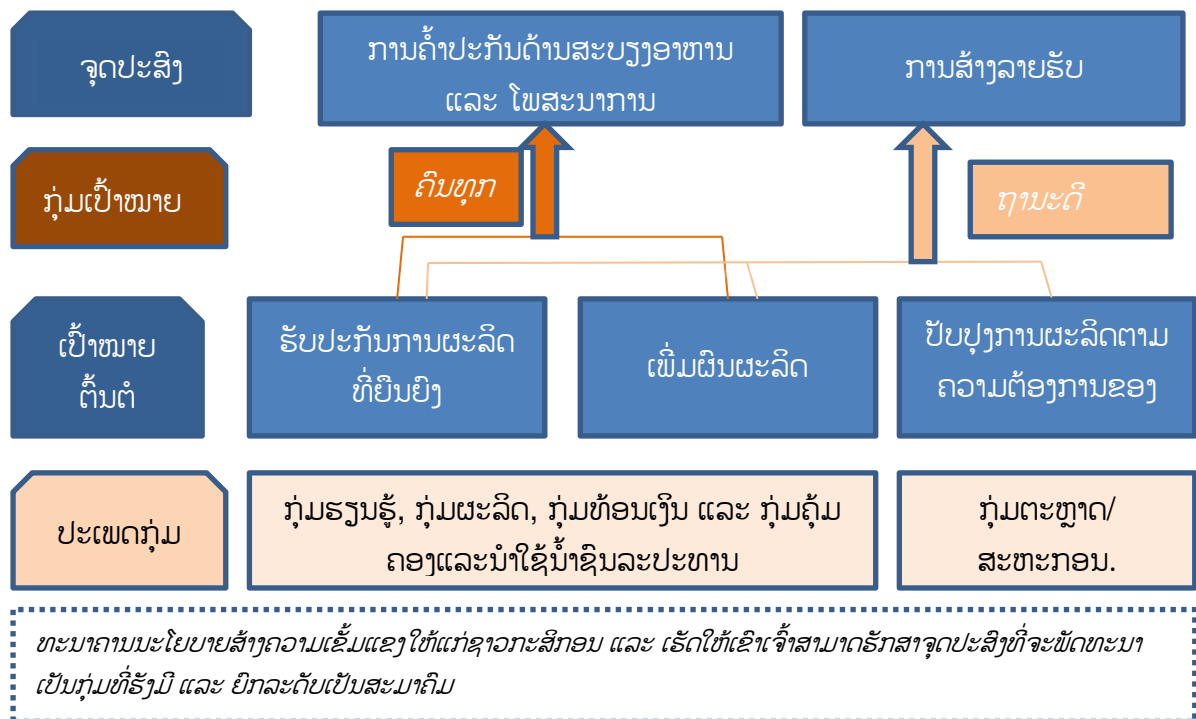 ຈຸດປະສົງ
ການຄ້ຳປະກັນດ້ານສະບຽງອາຫານ
ແລະ ໂພສະນາການ
ການສ້າງລາຍຮັບ
ກຸ່ມເປົ້າໝາຍ
ຄົນທຸກ
ຖານະດີ
ເປົ້າໝາຍ
ຕົ້ນຕໍ
ຮັບປະກັນການຜະລິດ
ທີ່ຍືນຍົງ
ເພີ່ມຜົນຜະລິດ
ປັບປຸງການຜະລິດຕາມ
ຄວາມຕ້ອງການຂອງ
ປະເພດກຸ່ມ
ກຸ່ມຮຽນຮູ້, ກຸ່ມຜະລິດ, ກຸ່ມທ້ອນເງິນ ແລະ ກຸ່ມຄຸ້ມ
ຄອງແລະນຳໃຊ້ນ້ຳຊົນລະປະທານ
ກຸ່ມຕະຫຼາດ/
ສະຫະກອນ.
ທະນາຄານນະໂຍບາຍສ້າງຄວາມເຂັ້ມແຂງໃຫ້ແກ່ຊາວກະສິກອນ ແລະ ເຮັດໃຫ້ເຂົາເຈົ້າສາມາດຮັກສາຈຸດປະສົງທີ່ຈະພັດທະນາ
ເປັນກຸ່ມທີ່ຮັ່ງມີ ແລະ ຍົກລະດັບເປັນສະມາຄົມ